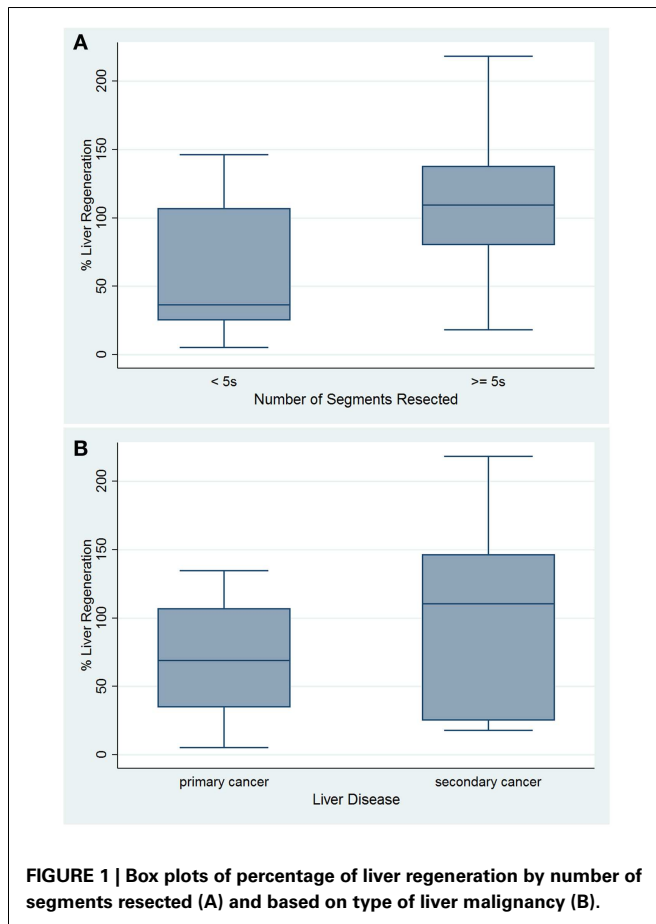 A
200
150
100
50
0
% Liver Regeneration
< 5s
>= 5s
Number of Segments Resected
B
200
150
100
50
0
% Liver Regeneration
primary cancer
secondary cancer
Liver Disease
FIGURE 1 | Box plots of percentage of liver regeneration by number of
segments resected (A) and based on type of liver malignancy (B).